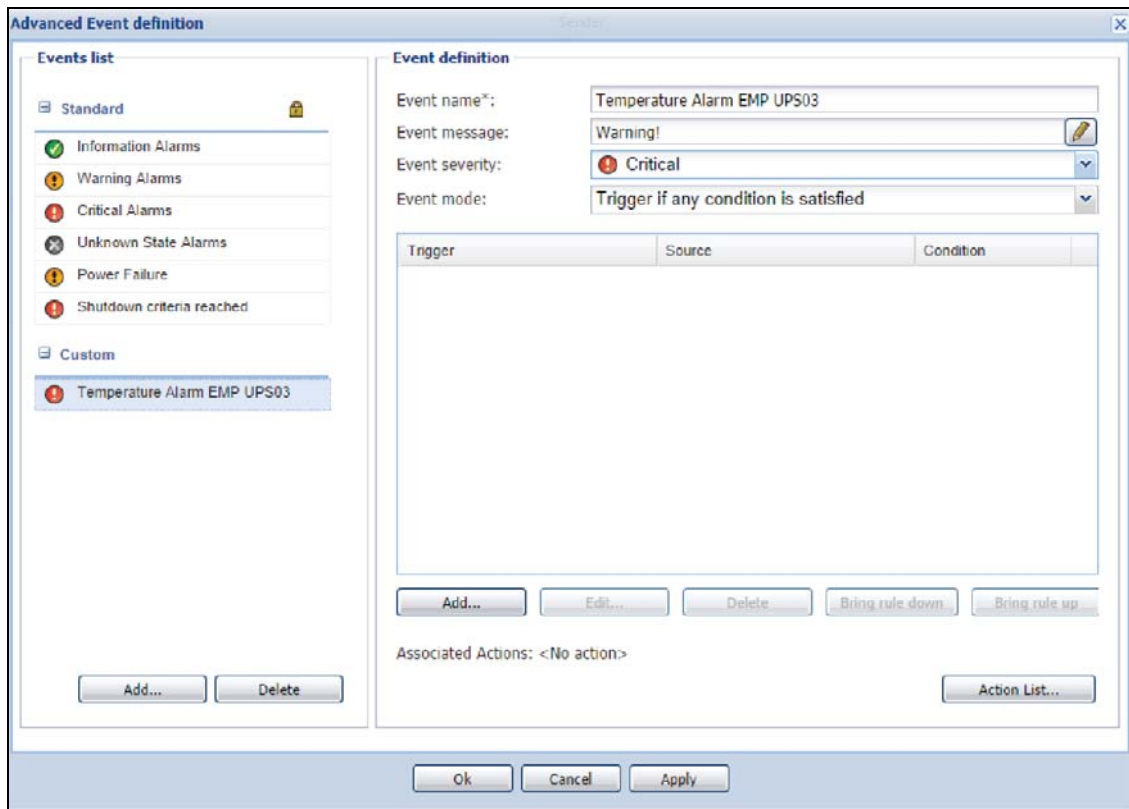 Advanced Event definition
Sender
Events list
Standard
Information Alarms
Warning Alarms
Critical Alarms
Unknown State Alarms
Power Failure
Shutdown criteria reached
Custom
Temperature Alarm EMP UPS03
Add...
Delete
Event definition
Event name*: Temperature Alarm EMP UPS03
Event message: Warning!
Event severity: Critical
Event mode: Trigger if any condition is satisfied
Trigger Source Condition
Add... Edit... Delete Bring rule down Bring rule up
Associated Actions: <No action>
Action List...
Ok Cancel Apply